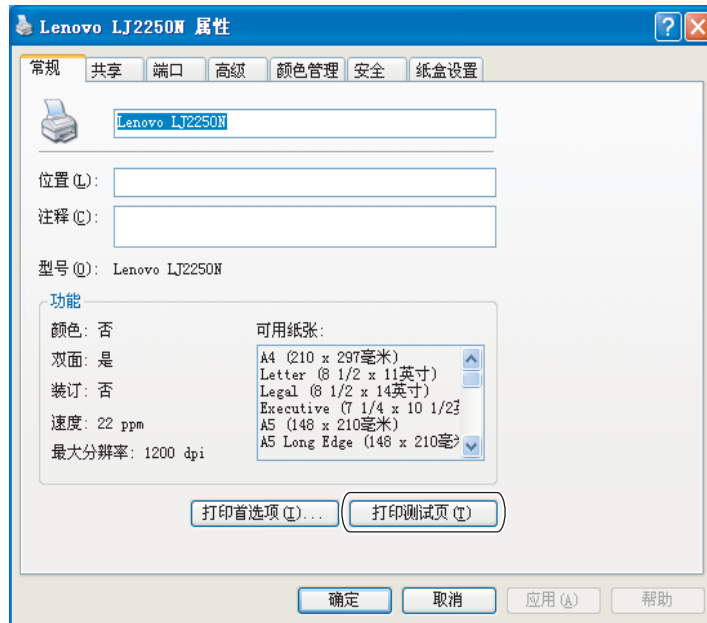 Lenovo LJ2250N 属性
常规 共享 端口 高级 颜色管理 安全 纸盒设置
Lenovo LJ2250N
位置(L):
注释(C):
型号(O): Lenovo LJ2250N
功能
颜色: 否
双面: 是
装订: 否
速度: 22 ppm
最大分辨率: 1200 dpi
可用纸张:
A4 (210 x 297毫米)
Letter (8 1/2 x 11英寸)
Legal (8 1/2 x 14英寸)
Executive (7 1/4 x 10 1/2
A5 (148 x 210毫米)
A5 Long Edge (148 x 210毫
打印首选项(I)... 打印测试页(T)
确定 取消 应用(A) 帮助